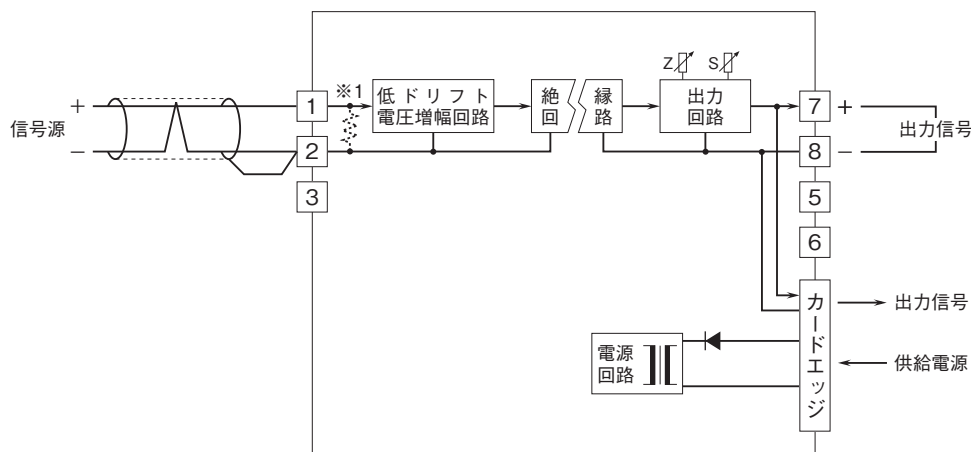 ※1
Z
S
+
信号源
−
1
2
3
低ドリフト
電圧増幅回路
絶
回
縁
路
出力
回路
7
8
5
6
+
出力信号
−
カードエッジ
出力信号
供給電源
電源
回路